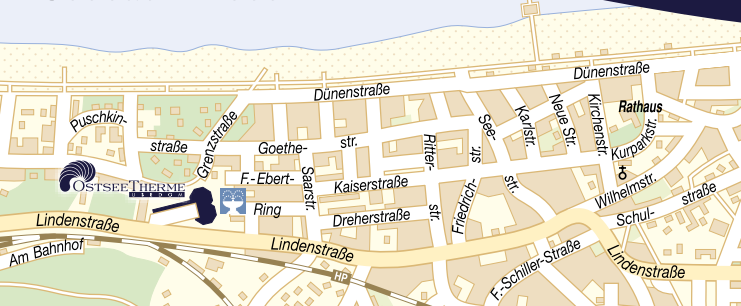 Dünenstraße
Dünenstraße
Puschkin-
straße
Grenzstraße
Goethe-
str.
Ritter-
str.
See-
str.
Karlstr.
Neue Str.
Kirchenstr.
Rathaus
Kurparkstr.
OSTSEETHERME
USEDOM
F.-Ebert-
Ring
Saarstr.
Kaiserstraße
Dreherstraße
Friedrich-
str.
Wilhelmstr.
Schul-
straße
Lindenstraße
Lindenstraße
Lindenstraße
Am Bahnhof
HP
F.-Schiller-Straße